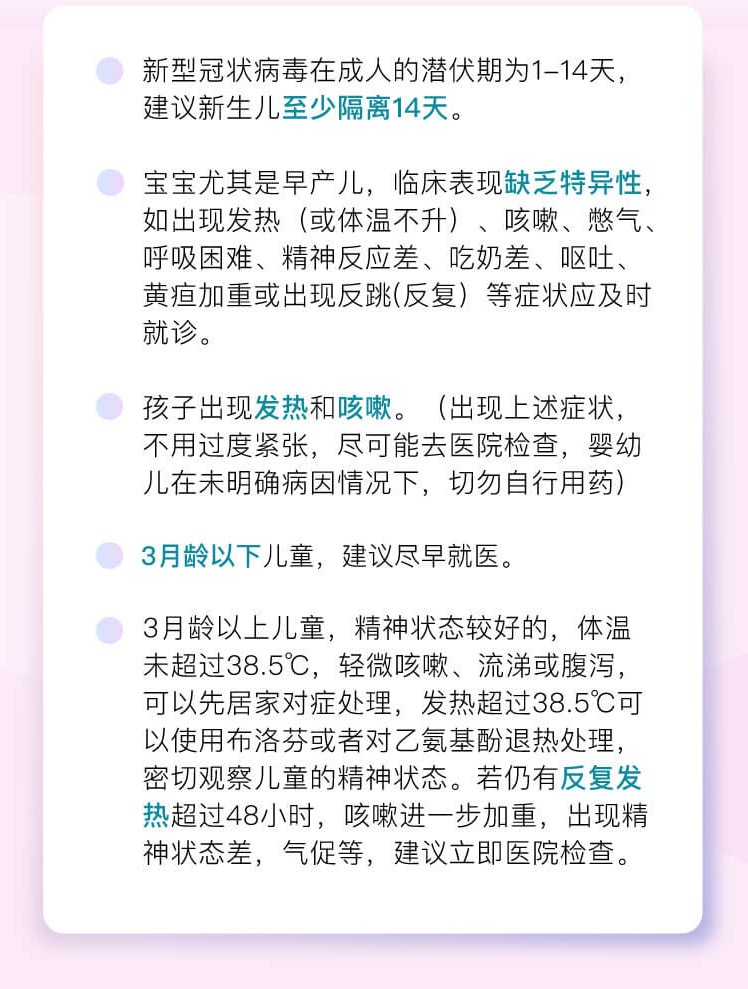 新型冠状病毒在成人的潜伏期为1–14天，
建议新生儿至少隔离14天。
宝宝尤其是早产儿，临床表现缺乏特异性，
如出现发热（或体温不升）、咳嗽、憋气、
呼吸困难、精神反应差、吃奶差、呕吐、
黄疸加重或出现反跳(反复）等症状应及时
就诊。
孩子出现发热和咳嗽。（出现上述症状，
不用过度紧张，尽可能去医院检查，婴幼
儿在未明确病因情况下，切勿自行用药）
3月龄以下儿童，建议尽早就医。
3月龄以上儿童，精神状态较好的，体温
未超过38.5℃，轻微咳嗽、流涕或腹泻，
可以先居家对症处理，发热超过38.5℃可
以使用布洛芬或者对乙氨基酚退热处理，
密切观察儿童的精神状态。若仍有反复发
热超过48小时，咳嗽进一步加重，出现精
神状态差，气促等，建议立即医院检查。